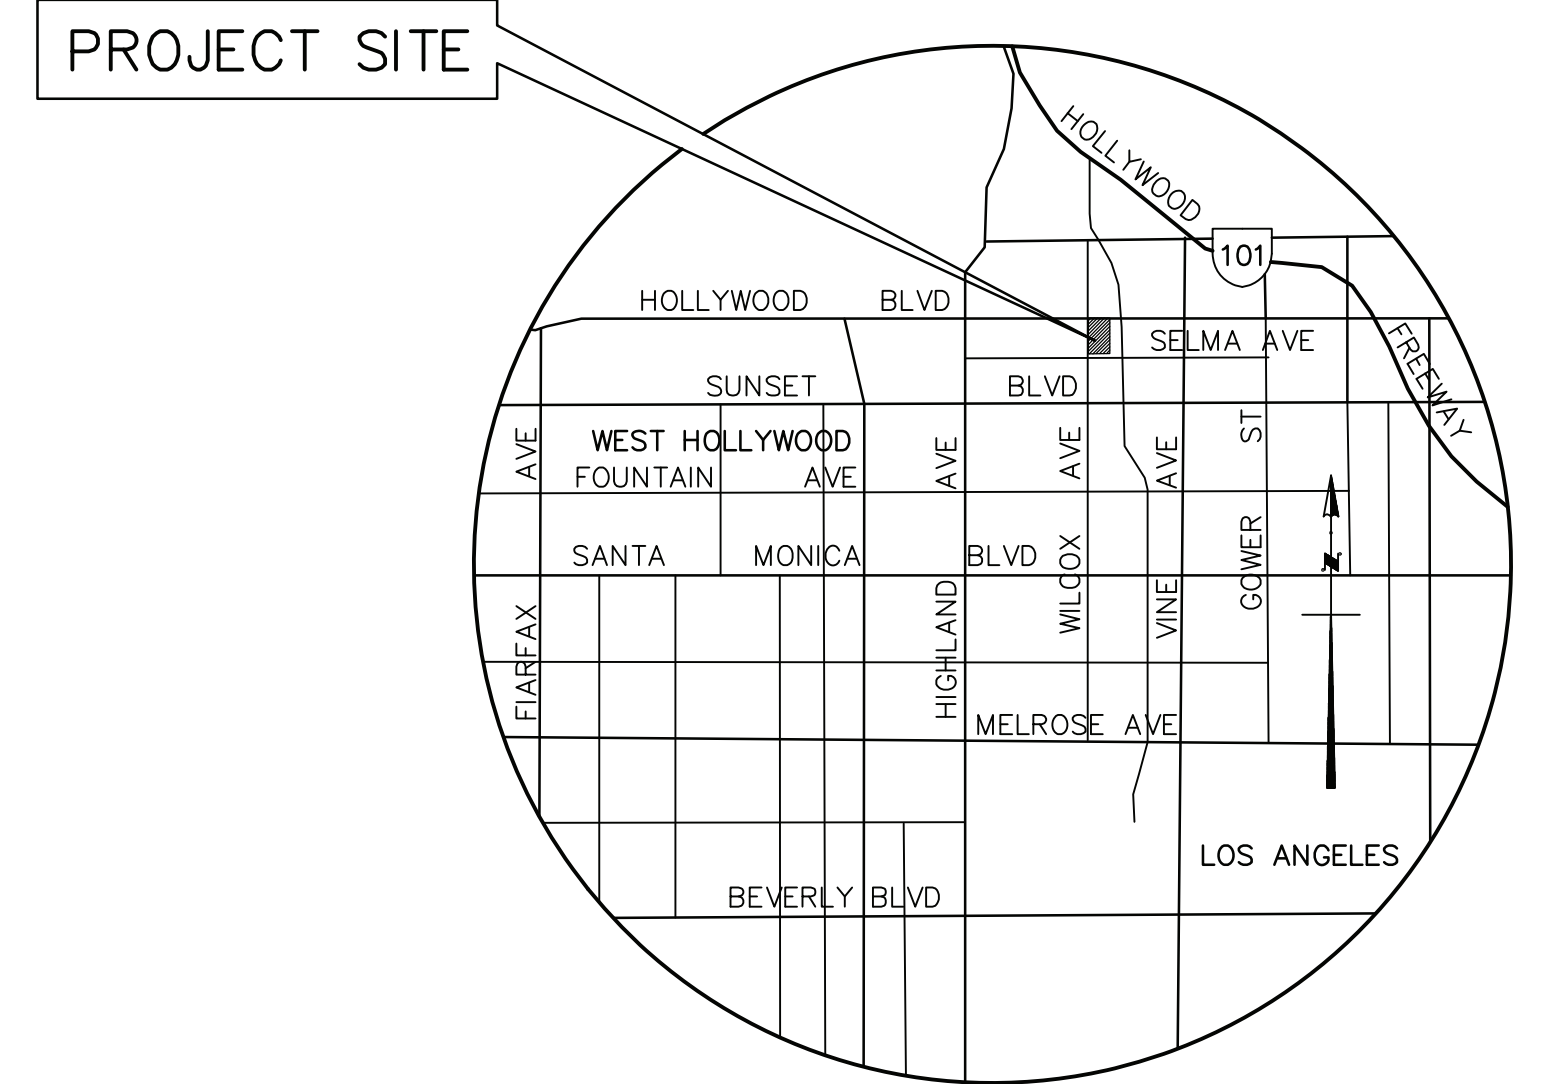 PROJECT SITE
HOLLYWOOD
101
FREEWAY
HOLLYWOOD BLVD
SELMA AVE
SUNSET BLVD
WEST HOLLYWOOD
FOUNTAIN AVE
SANTA MONICA BLVD
FIARFAX AVE
HIGHLAND AVE
WILCOX AVE
VINE AVE
GOWER ST
N
MELROSE AVE
LOS ANGELES
BEVERLY BLVD